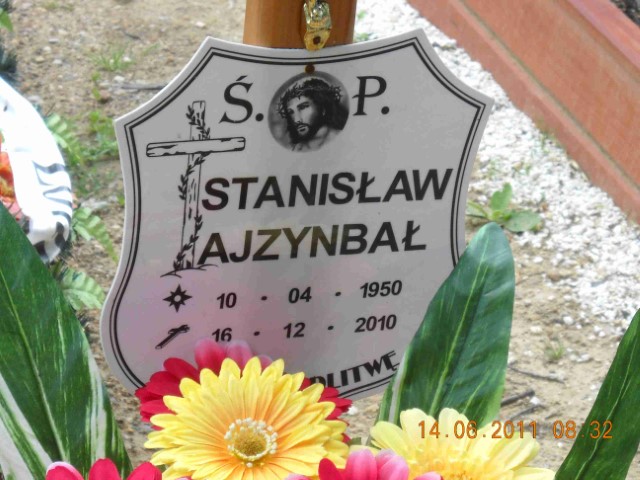 Ś. P.
STANISŁAW
AJZYNBAŁ
10 - 04 - 1950
16 - 12 - 2010
14.06.2011 08:32